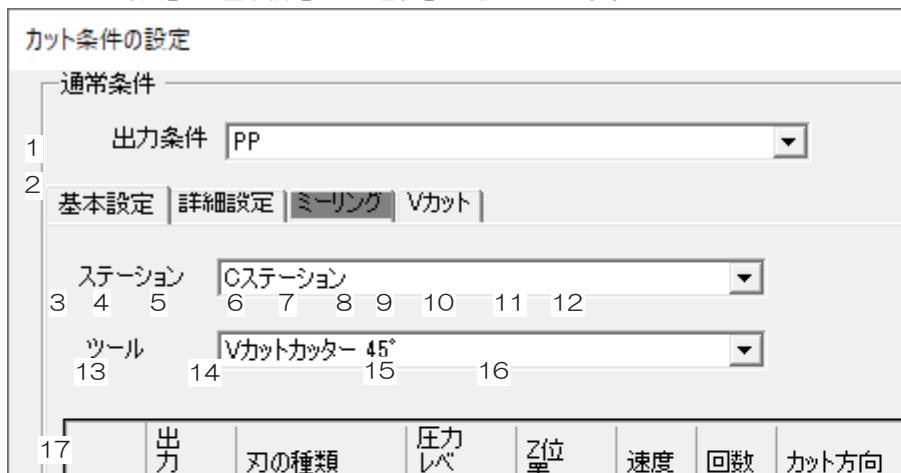 カット条件の設定
通常条件
1 出力条件 PP
2 基本設定 詳細設定 ミーリング Vカット
ステーション Cステーション
3 4 5 6 7 8 9 10 11 12
ツール Vカットカッター 45°
13 14 15 16
17 出力 刃の種類 圧力レベ Z位置 速度 回数 カット方向